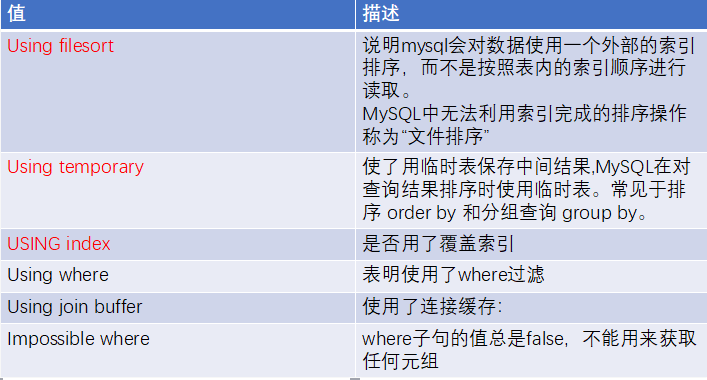 值 描述
Using filesort 说明mysql会对数据使用一个外部的索引
排序，而不是按照表内的索引顺序进行
读取。
MySQL中无法利用索引完成的排序操作
称为“文件排序”
Using temporary 使了用临时表保存中间结果,MySQL在对
查询结果排序时使用临时表。常见于排
序 order by 和分组查询 group by。
USING index 是否用了覆盖索引
Using where 表明使用了where过滤
Using join buffer 使用了连接缓存：
Impossible where where子句的值总是false，不能用来获取
任何元组